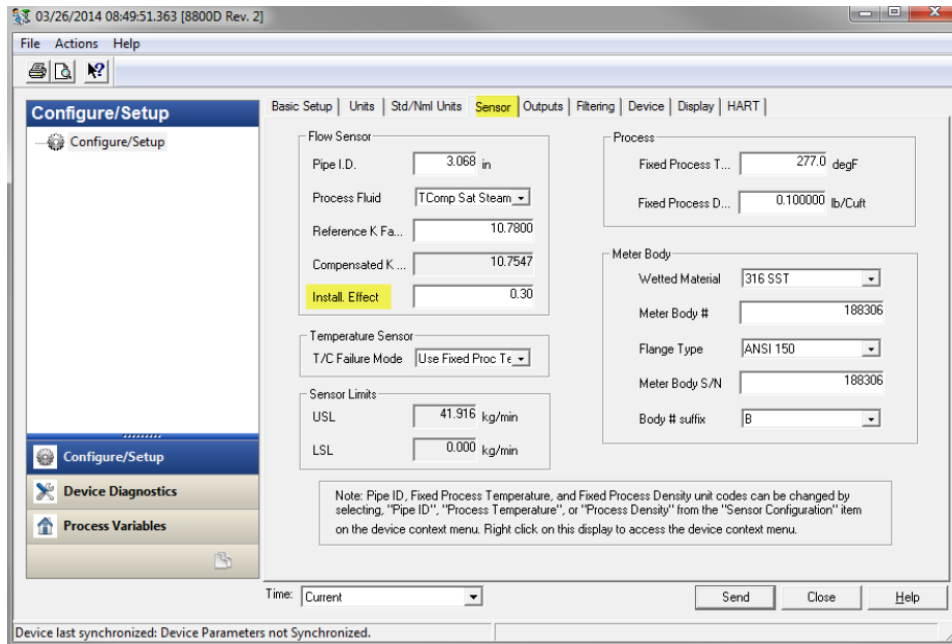 03/26/2014 08:49:51.363 [8800D Rev. 2]
File Actions Help
Configure/Setup
Configure/Setup
Configure/Setup
Device Diagnostics
Process Variables
Basic Setup Units Std/Nml Units Sensor Outputs Filtering Device Display HART
Flow Sensor
Pipe I.D. 3.068 in
Process Fluid TComp Sat Steam
Reference K Fa... 10.7800
Compensated K ... 10.7547
Install. Effect 0.30
Temperature Sensor
T/C Failure Mode Use Fixed Proc Te
Sensor Limits
USL 41.916 kg/min
LSL 0.000 kg/min
Process
Fixed Process T... 277.0 degF
Fixed Process D... 0.100000 lb/Cuft
Meter Body
Wetted Material 316 SST
Meter Body # 188306
Flange Type ANSI 150
Meter Body S/N 188306
Body # suffix B
Note: Pipe ID, Fixed Process Temperature, and Fixed Process Density unit codes can be changed by
selecting, "Pipe ID", "Process Temperature", or "Process Density" from the "Sensor Configuration" item
on the device context menu. Right click on this display to access the device context menu.
Time: Current
Send Close Help
Device last synchronized: Device Parameters not Synchronized.